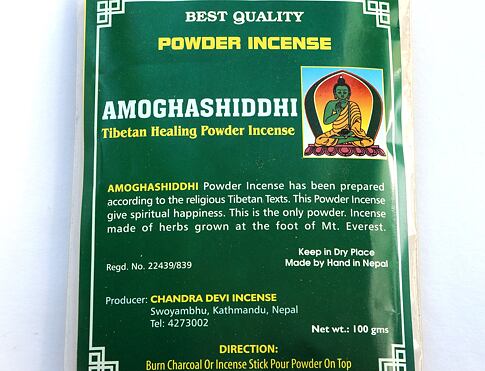 BEST QUALITY
POWDER INCENSE
AMOGHASHIDDHI
Tibetan Healing Powder Incense
AMOGHASHIDDHI Powder Incense has been prepared
according to the religious Tibetan Texts. This Powder Incense
give spiritual happiness. This is the only powder. Incense
made of herbs grown at the foot of Mt. Everest.
Keep in Dry Place
Made by Hand in Nepal
Regd. No. 22439/839
Producer: CHANDRA DEVI INCENSE
Swoyambhu, Kathmandu, Nepal
Tel: 4273002
Net wt.: 100 gms
DIRECTION:
Burn Charcoal Or Incense Stick Pour Powder On Top